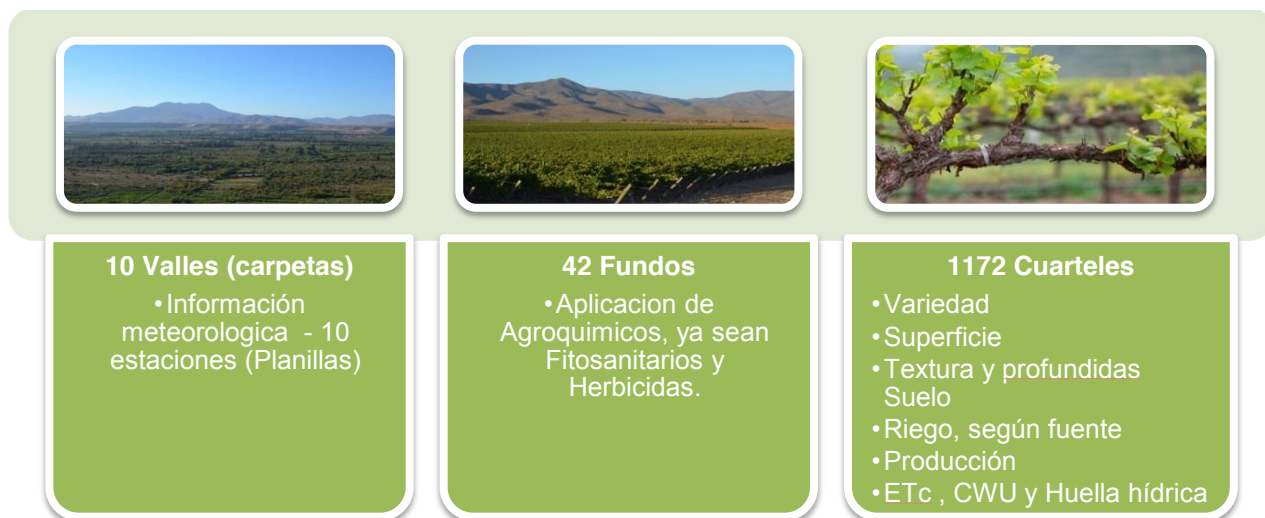 10 Valles (carpetas)
•Información
meteorologica - 10
estaciones (Planillas)
42 Fundos
•Aplicacion de
Agroquimicos, ya sean
Fitosanitarios y
Herbicidas.
1172 Cuarteles
•Variedad
•Superficie
•Textura y profundidas
Suelo
•Riego, según fuente
•Producción
•ETc , CWU y Huella hídrica